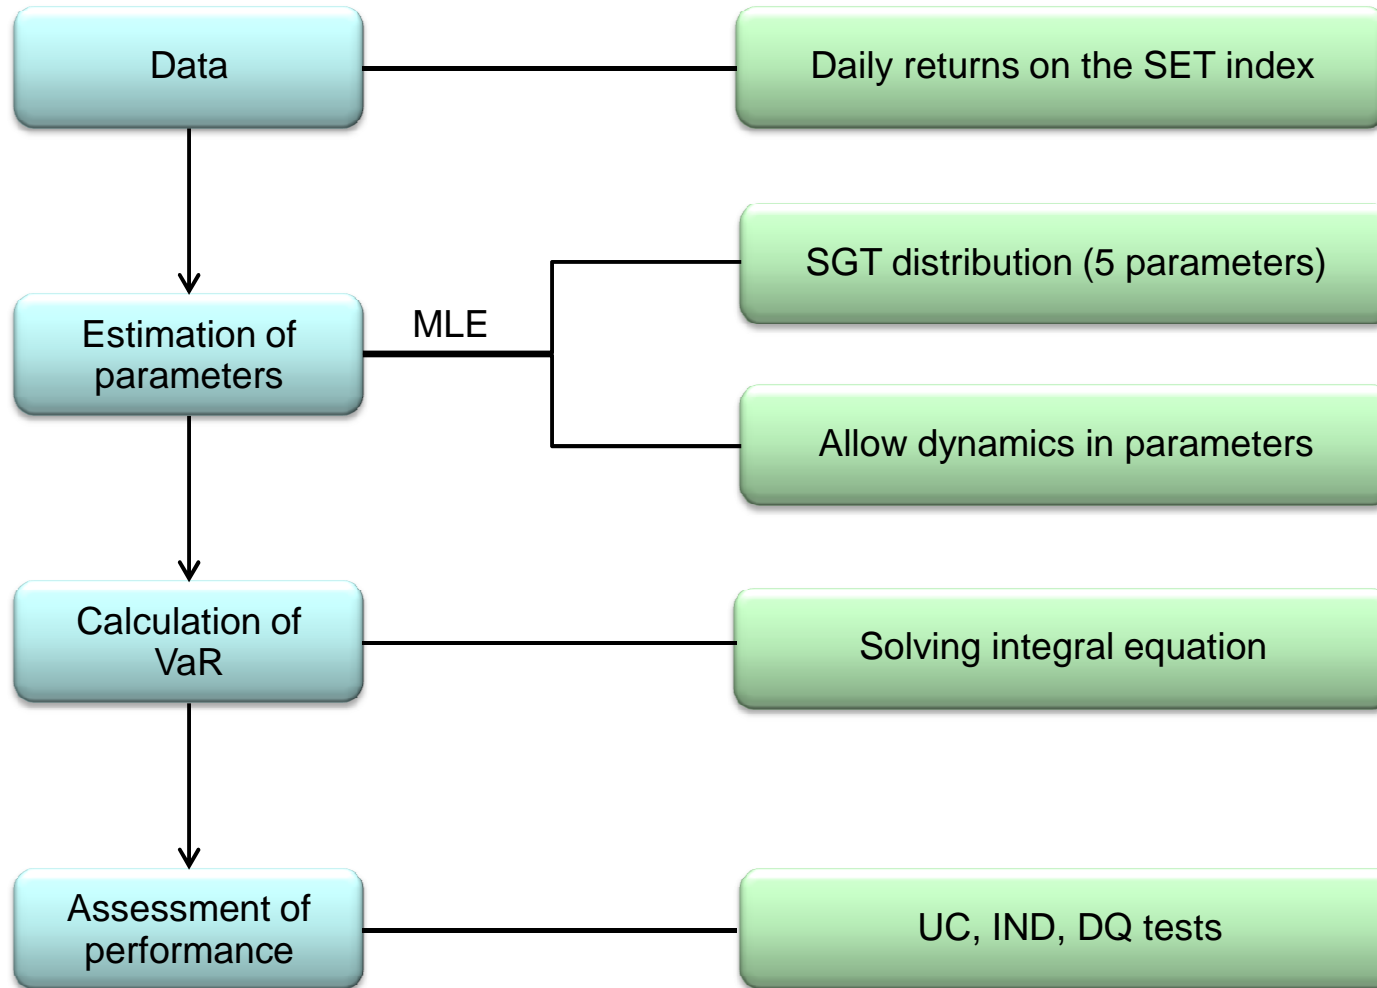 Data
Daily returns on the SET index
SGT distribution (5 parameters)
Estimation of
parameters
MLE
Allow dynamics in parameters
Calculation of
VaR
Solving integral equation
Assessment of
performance
UC, IND, DQ tests